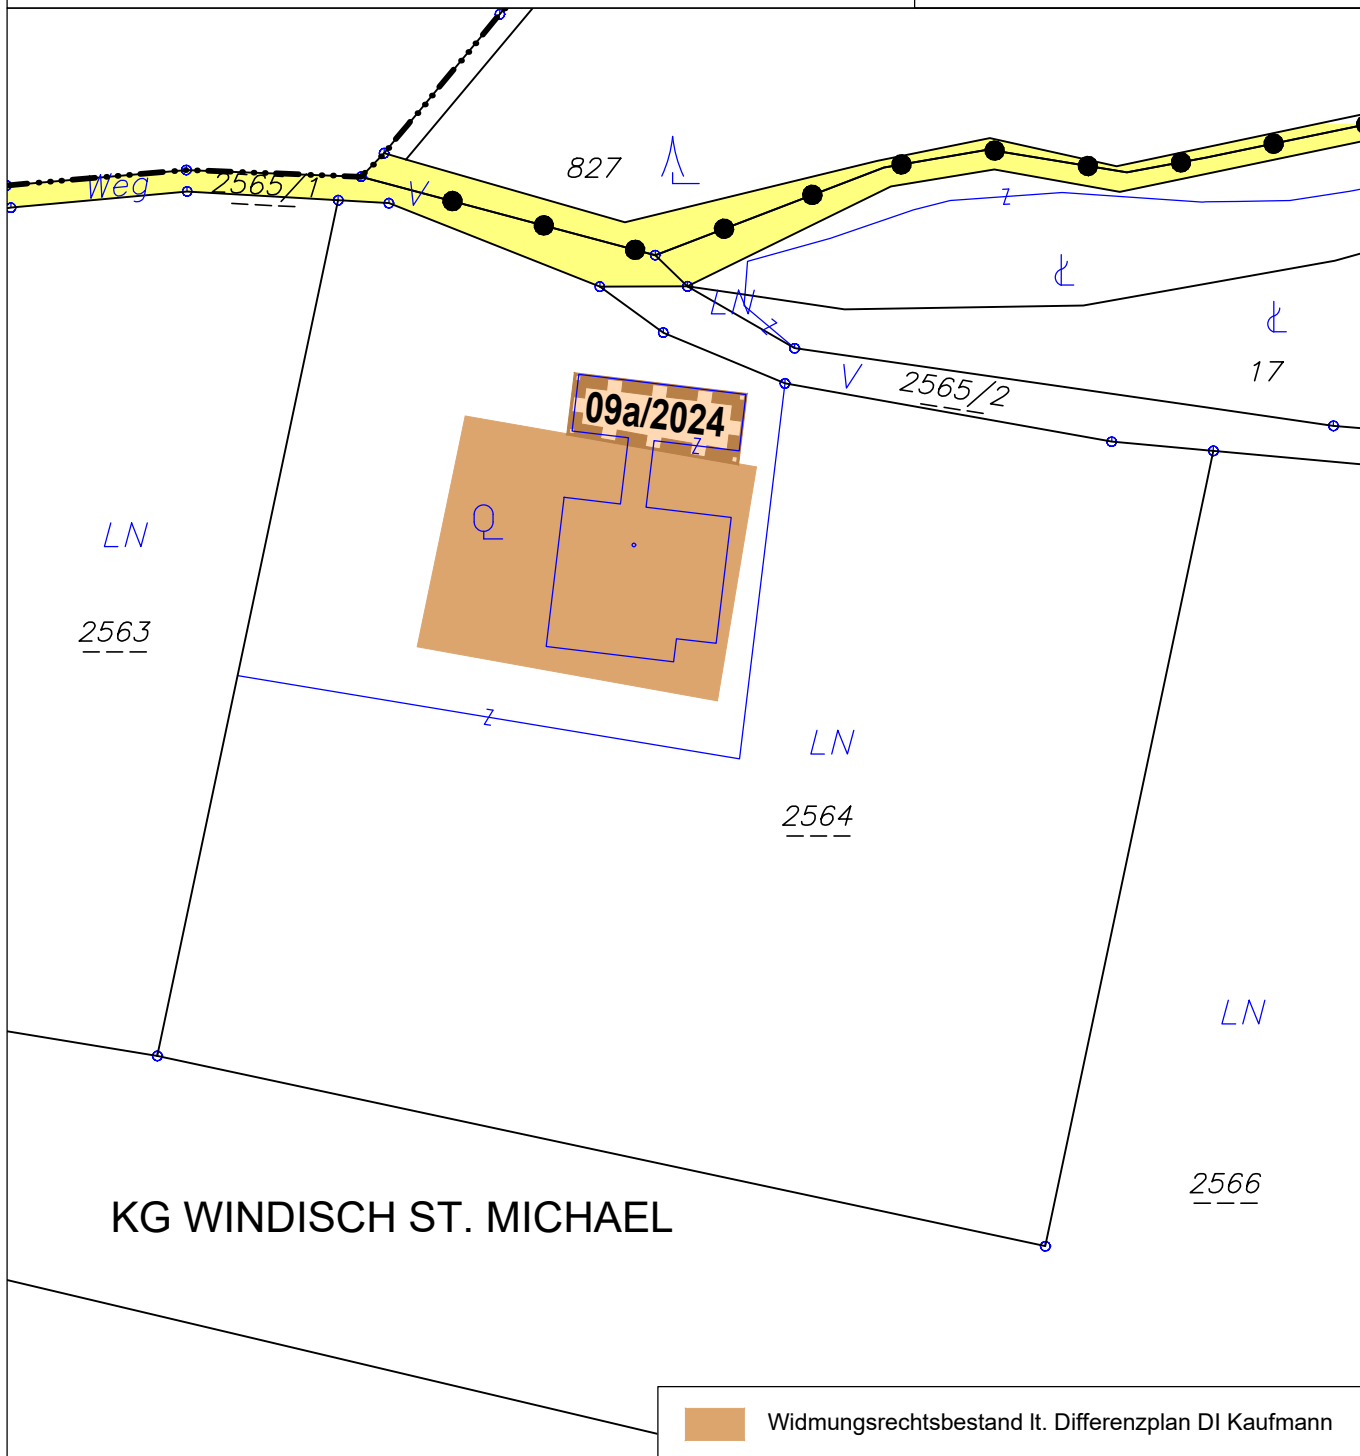 827
Weg
2565/1
V
z
LN
z
17
V
2565/2
09a/2024
z
LN
2563
z
LN
2564
LN
2566
KG WINDISCH ST. MICHAEL
Widmungsrechtsbestand lt. Differenzplan DI Kaufmann